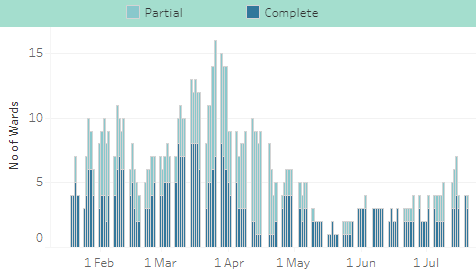 Partial Complete
15
10
5
0
No of Wards
1 Feb 1 Mar 1 Apr 1 May 1 Jun 1 Jul